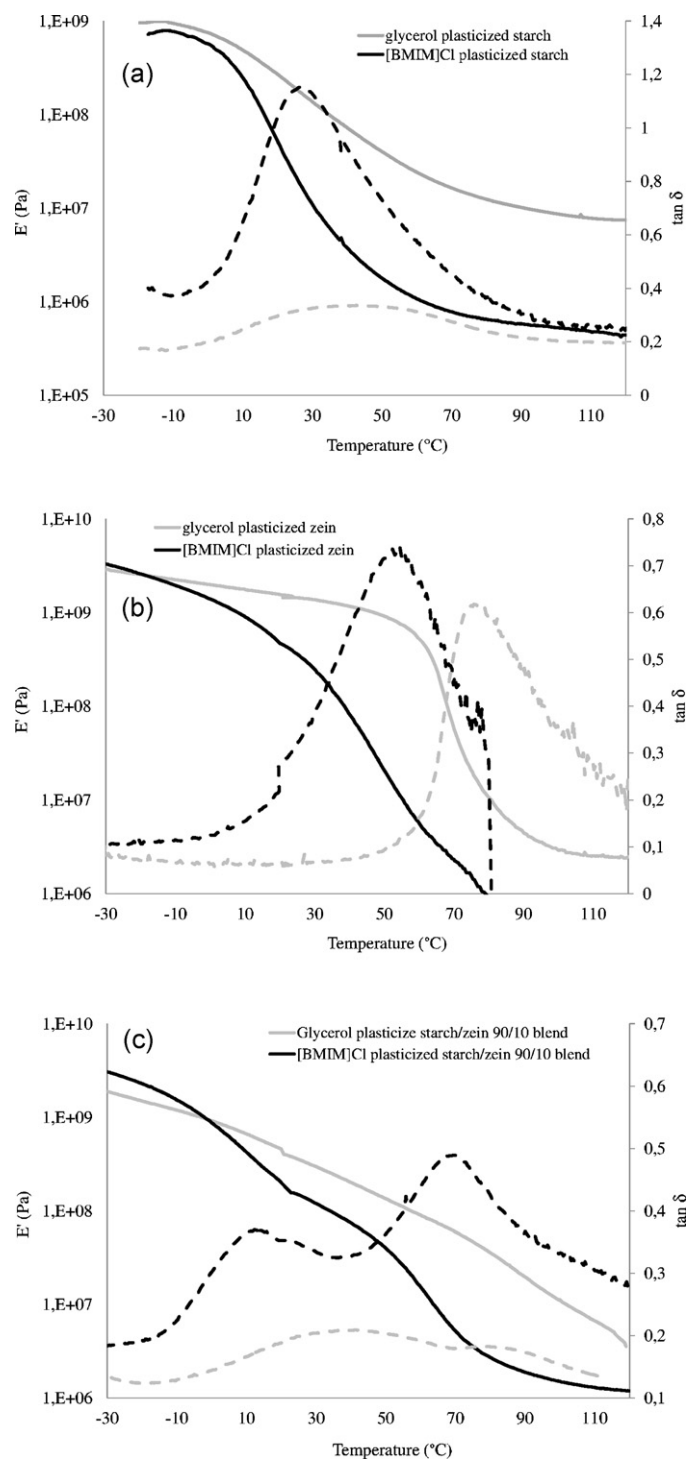 (a)
glycerol plasticized starch
[BMIM]Cl plasticized starch
1,E+09
1,E+08
1,E+07
1,E+06
1,E+05
E' (Pa)
1,4
1,2
1
0,8
0,6
0,4
0,2
0
tan δ
-30 -10 10 30 50 70 90 110
Temperature (°C)
(b)
glycerol plasticized zein
[BMIM]Cl plasticized zein
1,E+10
1,E+09
1,E+08
1,E+07
1,E+06
E' (Pa)
0,8
0,7
0,6
0,5
0,4
0,3
0,2
0,1
0
tan δ
-30 -10 10 30 50 70 90 110
Temperature (°C)
(c)
Glycerol plasticize starch/zein 90/10 blend
[BMIM]Cl plasticized starch/zein 90/10 blend
1,E+10
1,E+09
1,E+08
1,E+07
1,E+06
E' (Pa)
0,7
0,6
0,5
0,4
0,3
0,2
0,1
tan δ
-30 -10 10 30 50 70 90 110
Temperature (°C)